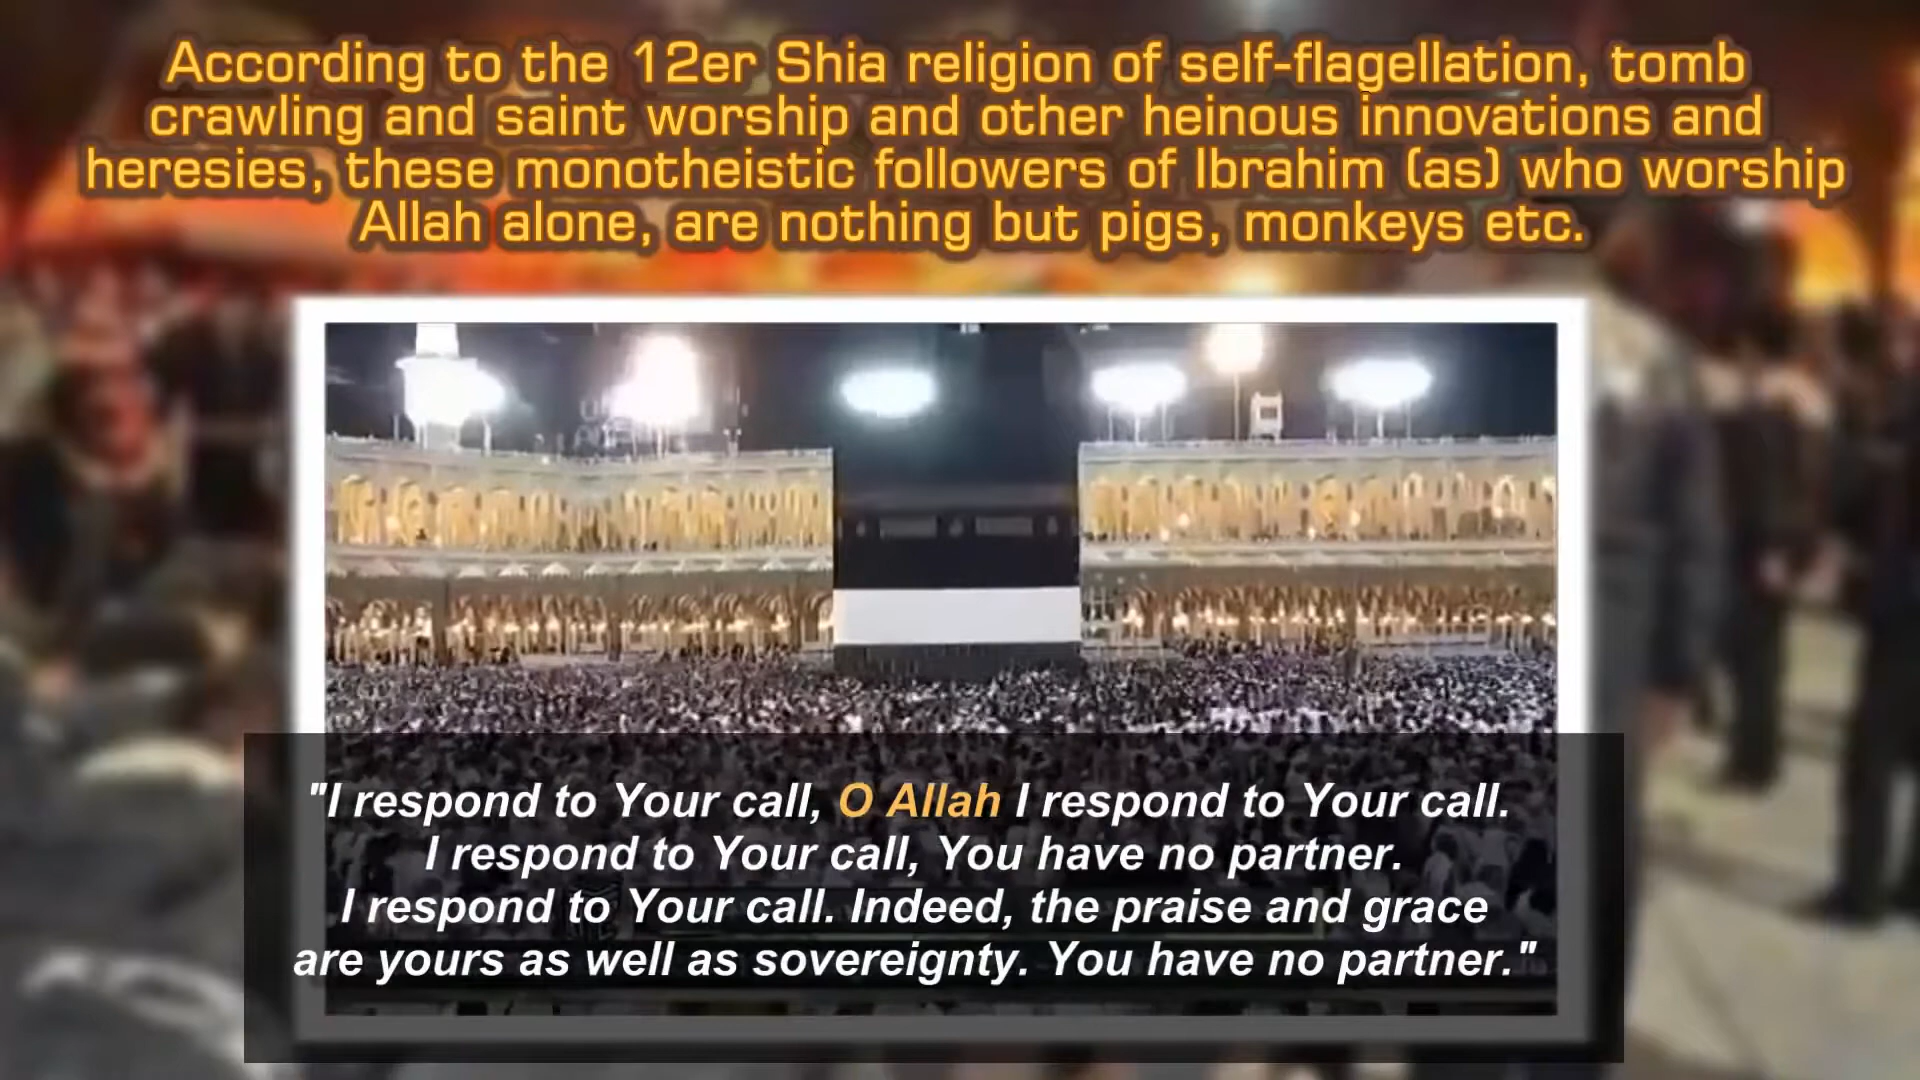 According to the 12er Shia religion of self-flagellation, tomb
crawling and saint worship and other heinous innovations and
heresies, these monotheistic followers of Ibrahim (as) who worship
Allah alone, are nothing but pigs, monkeys etc.
"I respond to Your call, O Allah I respond to Your call.
I respond to Your call, You have no partner.
I respond to Your call. Indeed, the praise and grace
are yours as well as sovereignty. You have no partner."